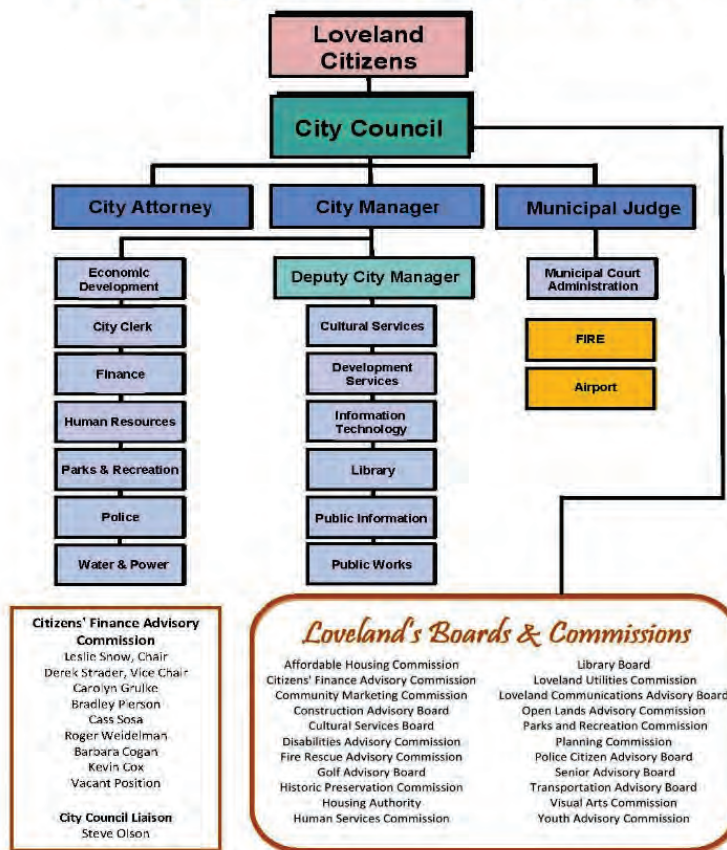 Loveland
Citizens
City Council
City Attorney
City Manager
Municipal Judge
Economic
Development
City Clerk
Finance
Human Resources
Parks & Recreation
Police
Water & Power
Deputy City Manager
Cultural Services
Development
Services
Information
Technology
Library
Public Information
Public Works
Municipal Court
Administration
FIRE
Airport
Citizens' Finance Advisory
Commission
Leslie Snow, Chair
Derek Strader, Vice Chair
Carolyn Grulke
Bradley Pierson
Cass Sosa
Roger Weidelman
Barbara Cogan
Kevin Cox
Vacant Position
City Council Liaison
Steve Olson
Loveland's Boards & Commissions
Affordable Housing Commission
Citizens' Finance Advisory Commission
Community Marketing Commission
Construction Advisory Board
Cultural Services Board
Disabilities Advisory Commission
Fire Rescue Advisory Commission
Golf Advisory Board
Historic Preservation Commission
Housing Authority
Human Services Commission
Library Board
Loveland Utilities Commission
Loveland Communications Advisory Board
Open Lands Advisory Commission
Parks and Recreation Commission
Planning Commission
Police Citizen Advisory Board
Senior Advisory Board
Transportation Advisory Board
Visual Arts Commission
Youth Advisory Commission